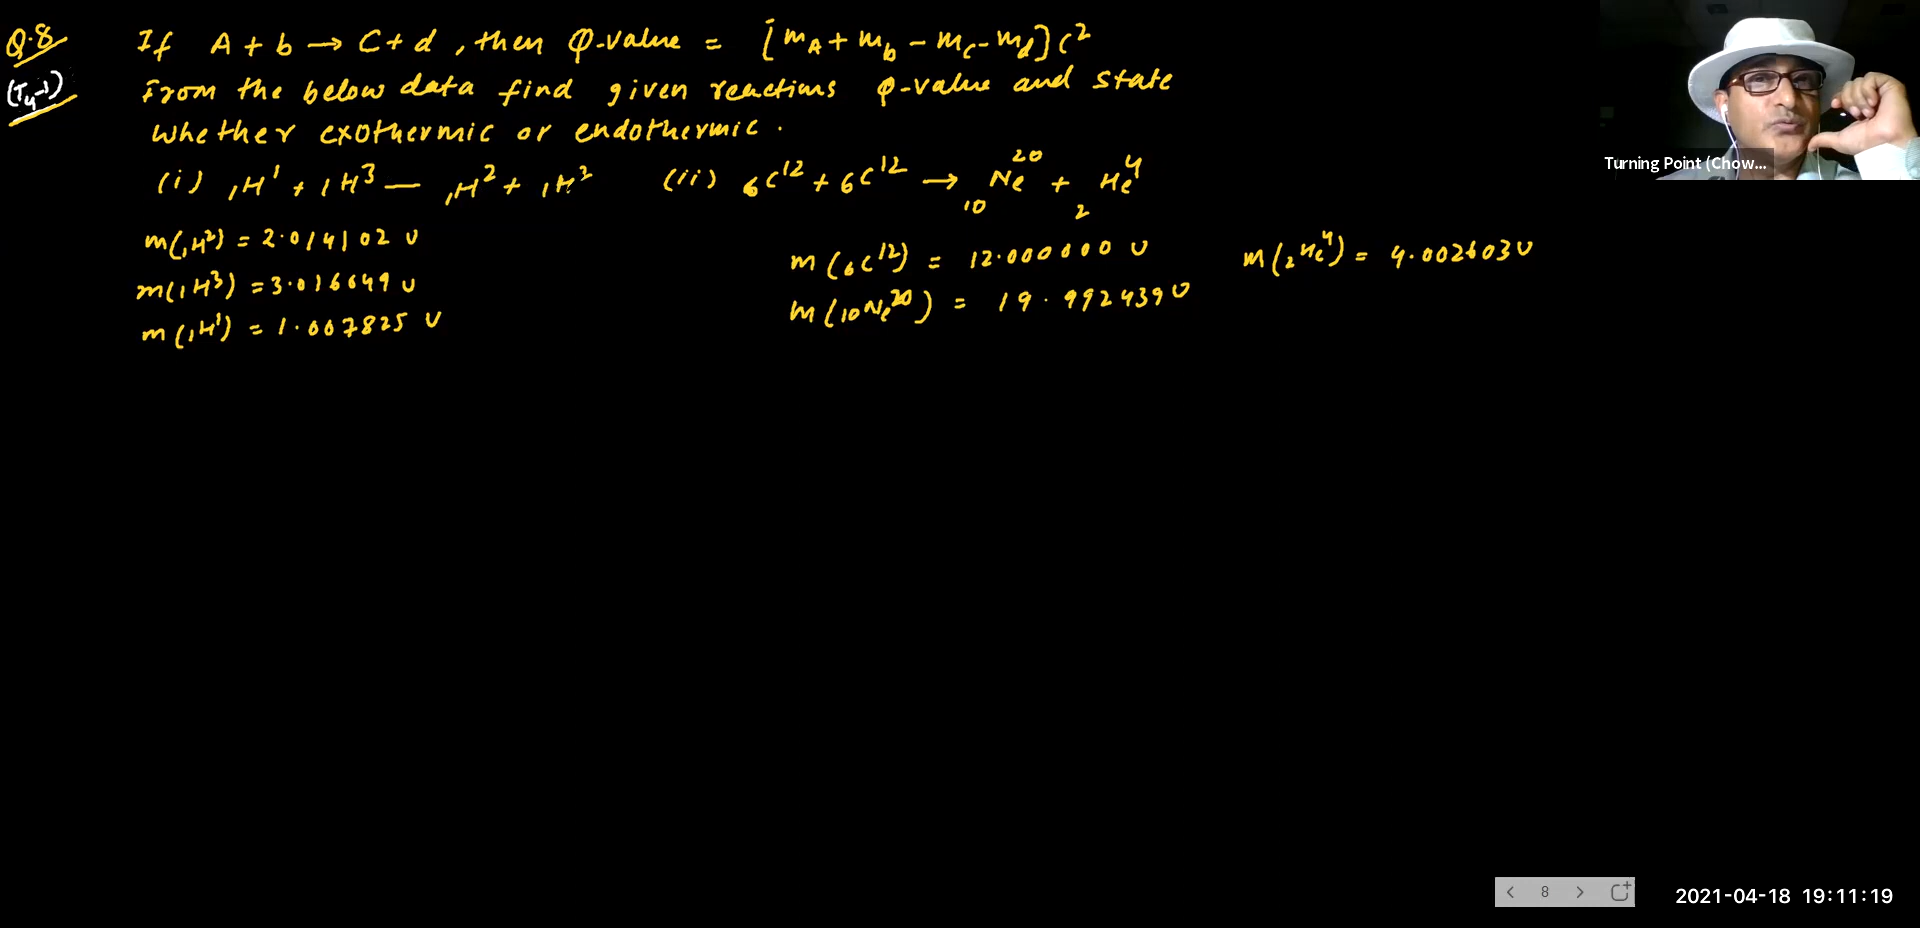 Q.8 If A + b → C + d , then Q-value = [mA + mb - mc - md] c²
(T4-1) From the below data find given reactions Q-value and state
whether exothermic or endothermic .
(i) ₁H¹ + ₁H³ — ₁H² + ₁H² (ii) ₆C¹² + ₆C¹² → ₁₀Ne²⁰ + ₂He⁴
m(₁H²) = 2.014102 U
m(₁H³) = 3.016049 U
m(₁H¹) = 1.007825 U
m(₆C¹²) = 12.000000 U m(₂He⁴) = 4.002603 U
m(₁₀Ne²⁰) = 19.992439 U
Turning Point (Chow...
8
2021-04-18 19:11:19